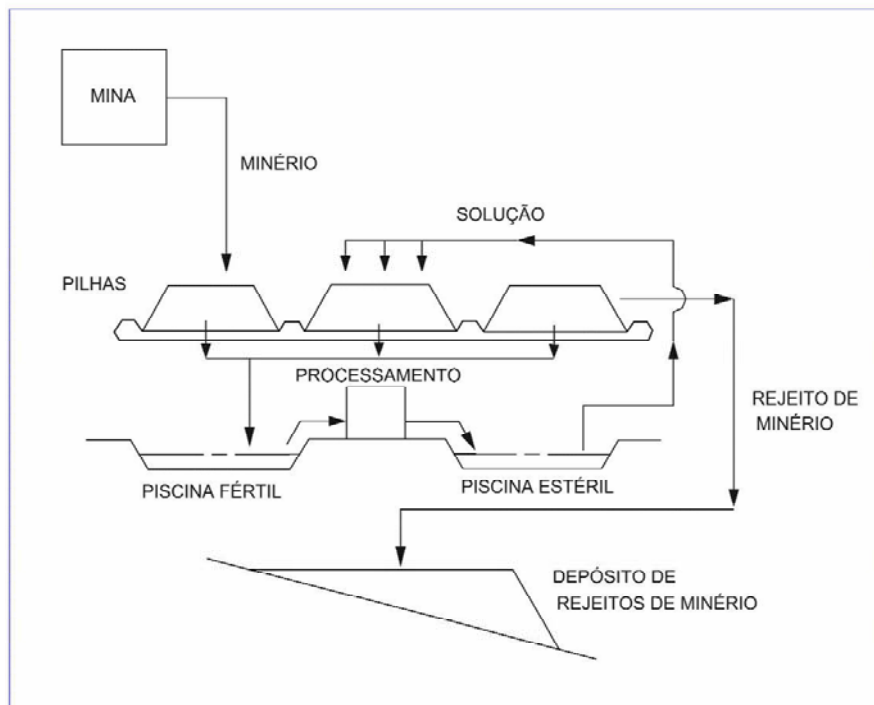 MINA
MINÉRIO
SOLUÇÃO
PILHAS
PROCESSAMENTO
REJEITO DE
MINÉRIO
PISCINA FÉRTIL
PISCINA ESTÉRIL
DEPÓSITO DE
REJEITOS DE MINÉRIO